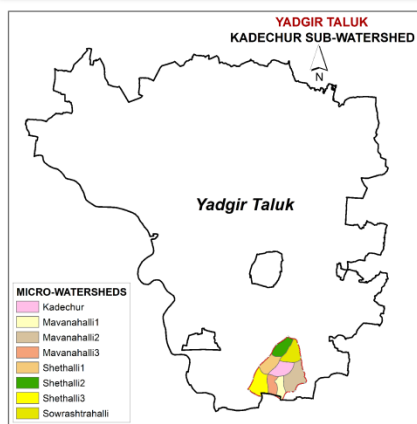 YADGIR TALUK
KADECHUR SUB-WATERSHED
N
Yadgir Taluk
MICRO-WATERSHEDS
Kadechur
Mavanahalli1
Mavanahalli2
Mavanahalli3
Shethalli1
Shethalli2
Shethalli3
Sowrashtrahalli